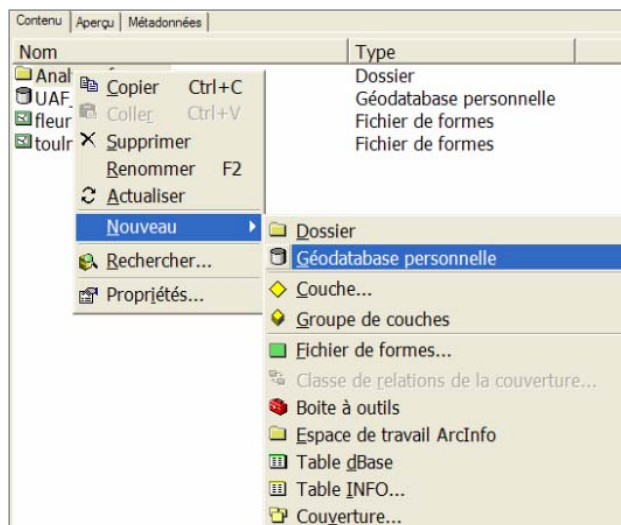 Contenu Aperçu Métadonnées
Nom Type
Dossier
UAF_ Géodatabase personnelle
fleur Fichier de formes
Fichier de formes
Copier Ctrl+C
Coller Ctrl+V
Supprimer
Renommer F2
Actualiser
Nouveau
Rechercher...
Propriétés...
Dossier
Géodatabase personnelle
Couche...
Groupe de couches
Fichier de formes...
Classe de relations de la couverture...
Boite à outils
Espace de travail ArcInfo
Table dBase
Table INFO...
Couverture...